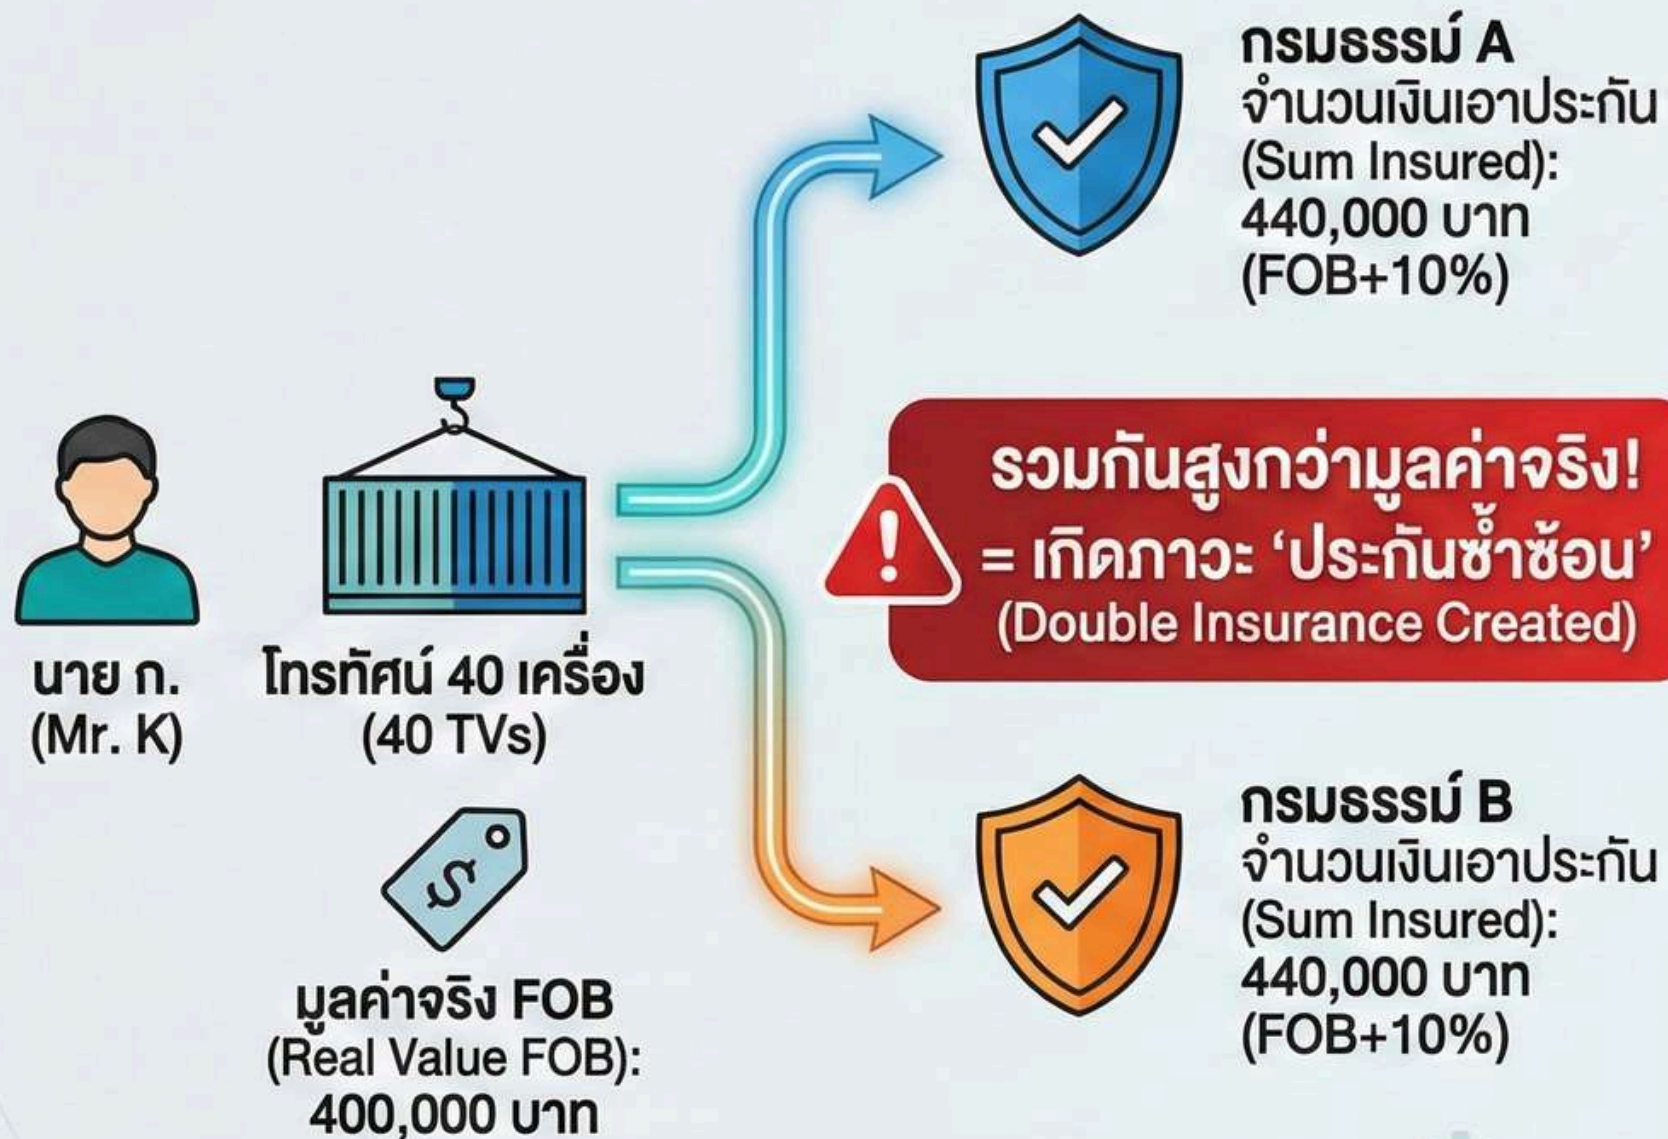 นาย ก.
(Mr. K)
โทรทัศน์ 40 เครื่อง
(40 TVs)
มูลค่าจริง FOB
(Real Value FOB):
400,000 บาท
กรมธรรม์ A
จำนวนเงินเอาประกัน
(Sum Insured):
440,000 บาท
(FOB+10%)
รวมกันสูงกว่ามูลค่าจริง!
= เกิดภาวะ ‘ประกันซ้ำซ้อน’
(Double Insurance Created)
กรมธรรม์ B
จำนวนเงินเอาประกัน
(Sum Insured):
440,000 บาท
(FOB+10%)